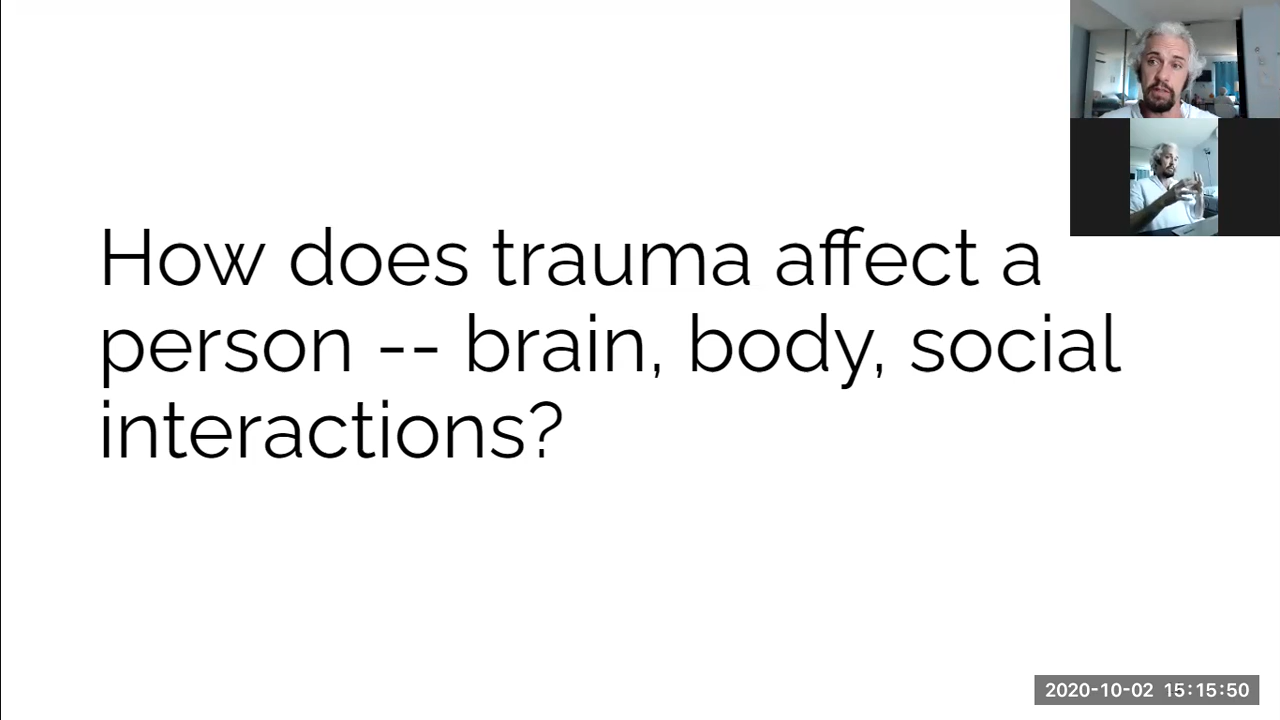 How does trauma affect a
person -- brain, body, social
interactions?
2020-10-02 15:15:50